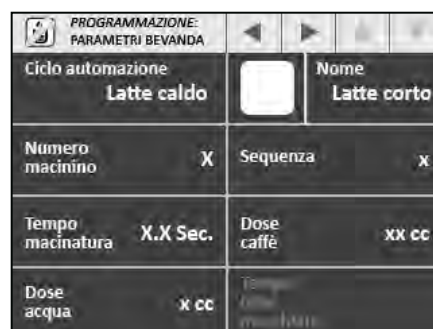 PROGRAMMAZIONE:
PARAMETRI BEVANDA
Ciclo automazione
Latte caldo
Nome
Latte corto
Numero
macinino
X
Sequenza
x
Tempo
macinatura
X.X Sec.
Dose
caffè
xx cc
Dose
acqua
x cc
Tempo